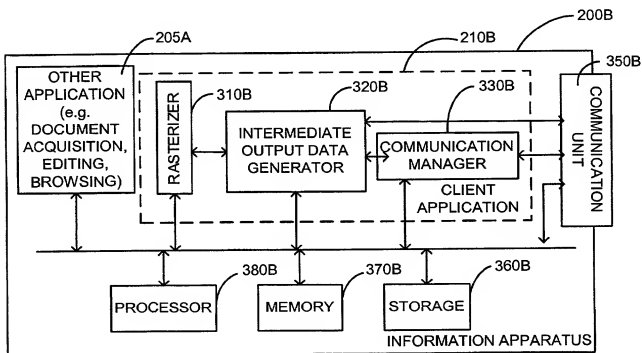 200B
205A
210B
350B
OTHER
APPLICATION
(e.g.
DOCUMENT
ACQUISITION,
EDITING,
BROWSING)
RASTERIZER
310B
320B
INTERMEDIATE
OUTPUT DATA
GENERATOR
330B
COMMUNICATION
MANAGER
CLIENT
APPLICATION
COMMUNICATION
UNIT
380B
PROCESSOR
370B
MEMORY
360B
STORAGE
INFORMATION APPARATUS